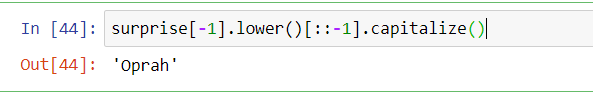 In [44]: surprise[-1].lower()[::-1].capitalize()
Out[44]: 'Oprah'